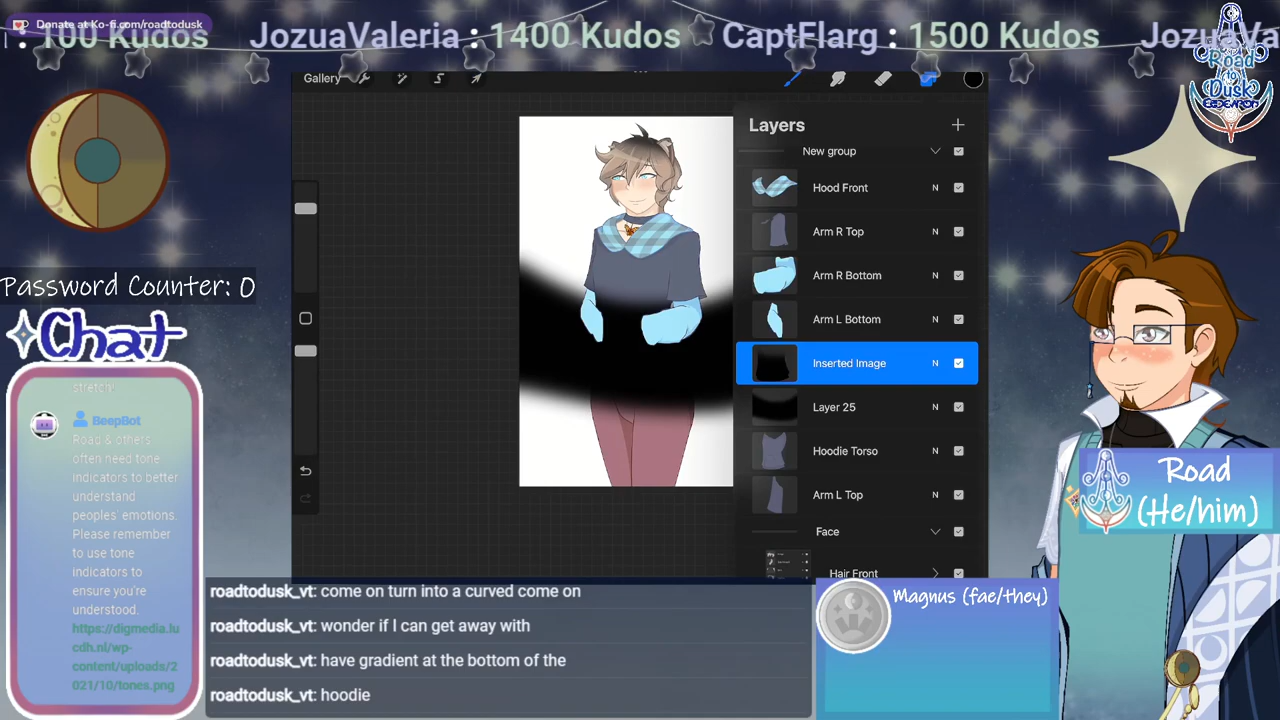 Donate at Ko-fi.com/roadtodusk
: 100 Kudos JozuaValeria : 1400 Kudos CaptFlarg : 1500 Kudos JozuaVa
Road
to
Dusk
Gallery
Layers
New group
Hood Front N
Arm R Top N
Arm R Bottom N
Arm L Bottom N
Inserted Image N
Layer 25 N
Hoodie Torso N
Arm L Top N
Face
Hair Front
Password Counter: 0
Chat
stretch!
BeepBot
Road & others
often need tone
indicators to better
understand
peoples' emotions.
Please remember
to use tone
indicators to
ensure you're
understood.
https://digmedia.lu
cdh.nl/wp-
content/uploads/2
021/10/tones.png
roadtodusk_vt: come on turn into a curved come on
roadtodusk_vt: wonder if I can get away with
roadtodusk_vt: have gradient at the bottom of the
roadtodusk_vt: hoodie
Magnus (fae/they)
Road
(He/him)